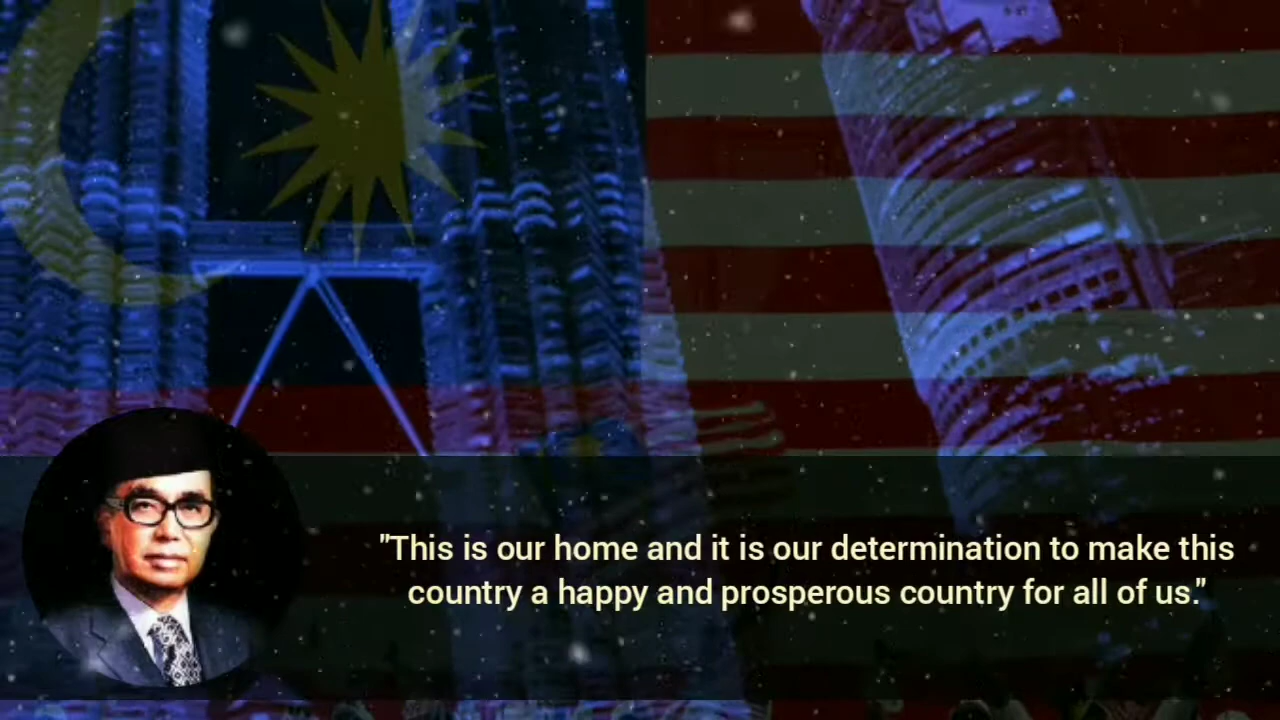 "This is our home and it is our determination to make this
country a happy and prosperous country for all of us."